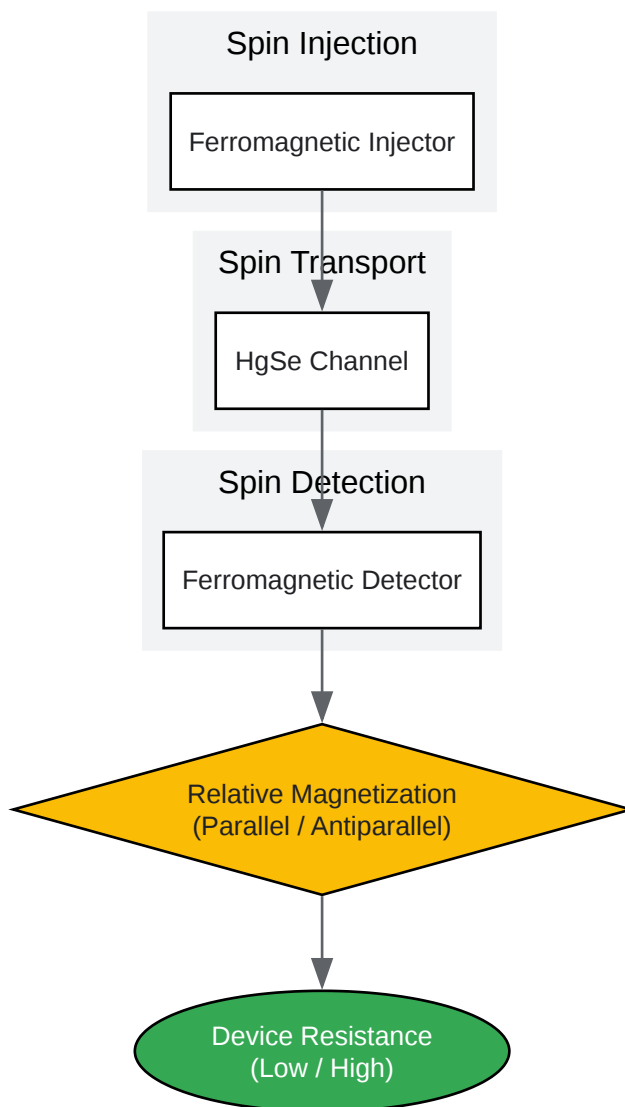 Spin Injection
Ferromagnetic Injector
Spin Transport
HgSe Channel
Spin Detection
Ferromagnetic Detector
Relative Magnetization
(Parallel / Antiparallel)
Device Resistance
(Low / High)